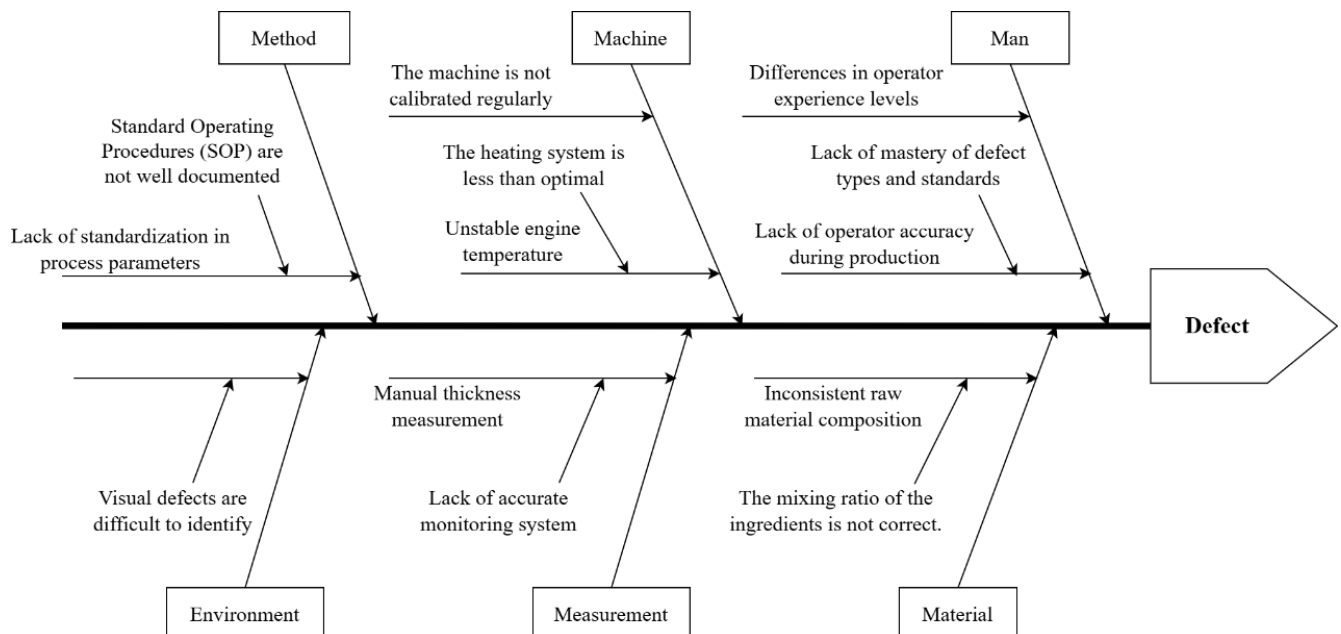 Method
Machine
Man
The machine is not
calibrated regularly
Differences in operator
experience levels
Standard Operating
Procedures (SOP) are
not well documented
The heating system is
less than optimal
Lack of mastery of defect
types and standards
Lack of standardization in
process parameters
Unstable engine
temperature
Lack of operator accuracy
during production
Defect
Manual thickness
measurement
Inconsistent raw
material composition
Visual defects are
difficult to identify
Lack of accurate
monitoring system
The mixing ratio of the
ingredients is not correct.
Environment
Measurement
Material